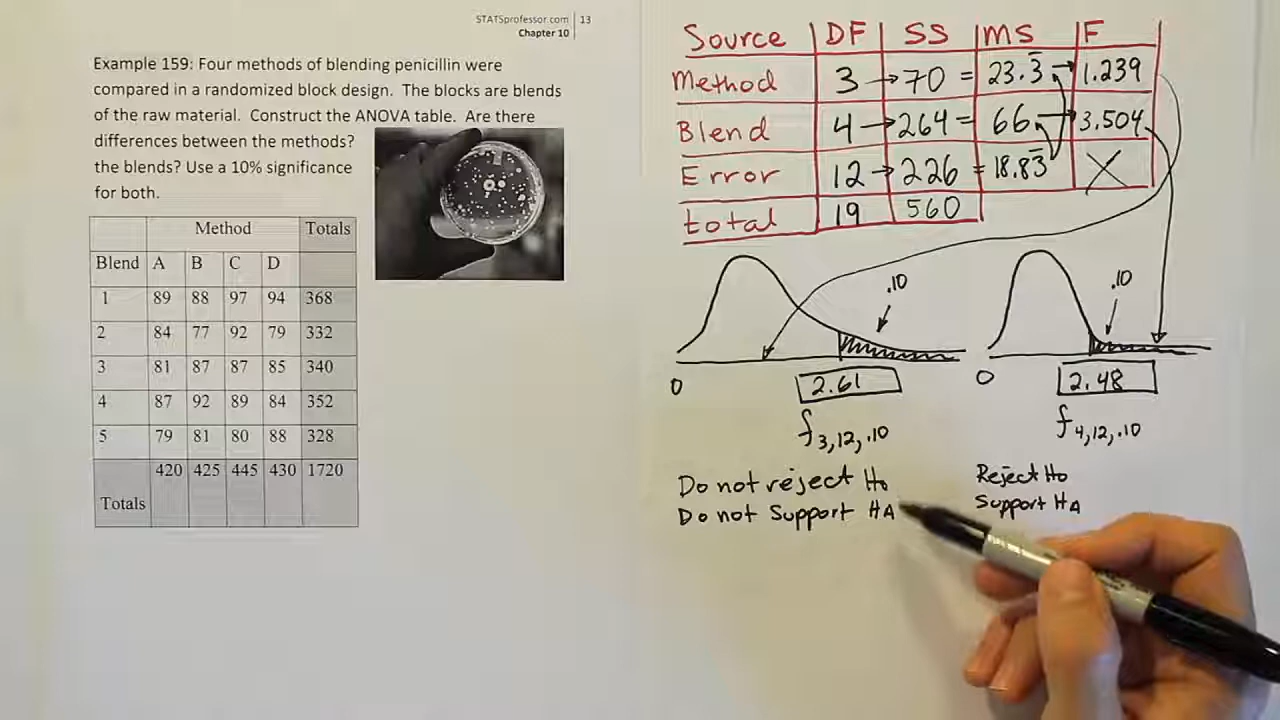 STATSprofessor.com | 13
Chapter 10
Example 159: Four methods of blending penicillin were
compared in a randomized block design. The blocks are blends
of the raw material. Construct the ANOVA table. Are there
differences between the methods?
the blends? Use a 10% significance
for both.
Method Totals
Blend A B C D
1 89 88 97 94 368
2 84 77 92 79 332
3 81 87 87 85 340
4 87 92 89 84 352
5 79 81 80 88 328
420 425 445 430 1720
Totals
Source DF SS MS F
Method 3 → 70 = 23.3̅ → 1.239
Blend 4 → 264 = 66 → 3.504
Error 12 → 226 = 18.83̅ X
total 19 560
.10 .10
0 2.61 0 2.48
f3,12,.10 f4,12,.10
Do not reject H0 Reject H0
Do not Support HA Support HA